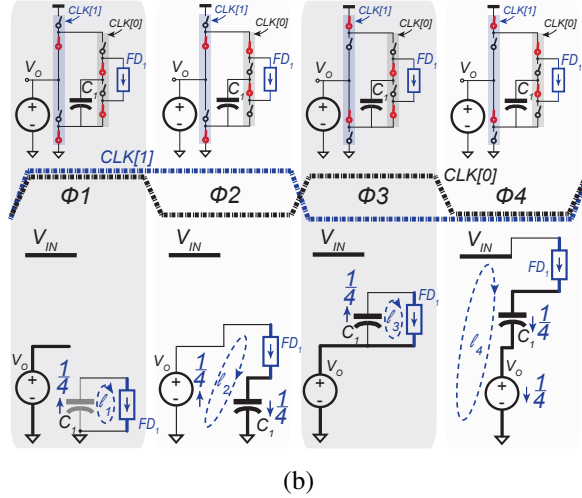 CLK[1] CLK[1] CLK[1] CLK[1]
CLK[0] CLK[0] CLK[0] CLK[0]
V_O C_1 FD_1 V_O C_1 FD_1 V_O C_1 FD_1 V_O C_1 FD_1
CLK[1] CLK[0]
Φ1 Φ2 Φ3 Φ4
V_IN V_IN V_IN V_IN
V_O 1/4 C_1 ℓ_1 FD_1
V_O 1/4 ℓ_2 FD_1 C_1 1/4
V_O 1/4 C_1 ℓ_3 FD_1
ℓ_4 FD_1 C_1 1/4 V_O 1/4
(b)